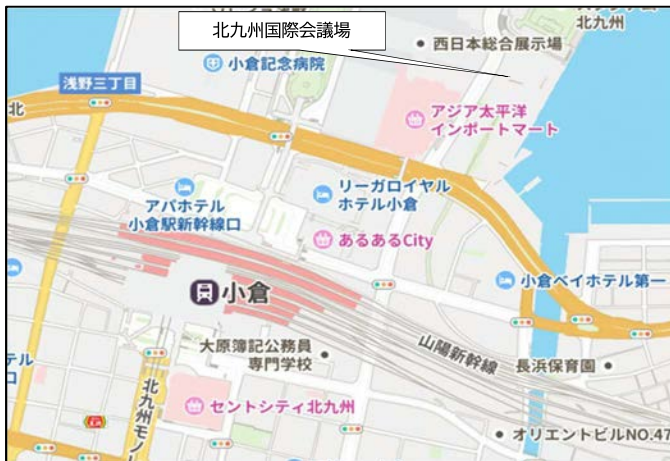 北九州
北九州国際会議場
西日本総合展示場
小倉記念病院
浅野三丁目
北
アジア太平洋
インポートマート
リーガロイヤル
ホテル小倉
アパホテル
小倉駅新幹線口
あるあるCity
小倉ベイホテル第一
小倉
山陽新幹線
大原簿記公務員
専門学校
長浜保育園
テル
口
北九州モノレ
セントシティ北九州
オリエントビルNO.47